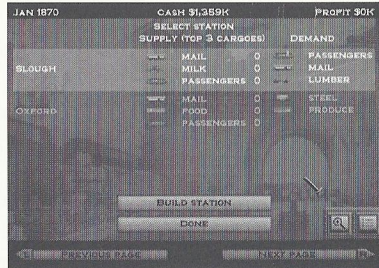 JAN 1870 CASH $1,359K PROFIT $0K
SELECT STATION
SUPPLY (TOP 3 CARGOES) DEMAND
SLOUGH
MAIL 0 PASSENGERS
MILK 0 MAIL
PASSENGERS 0 LUMBER
OXFORD
MAIL 0 STEEL
FOOD 0 PRODUCE
PASSENGERS 0
BUILD STATION
DONE
PREVIOUS PAGE NEXT PAGE